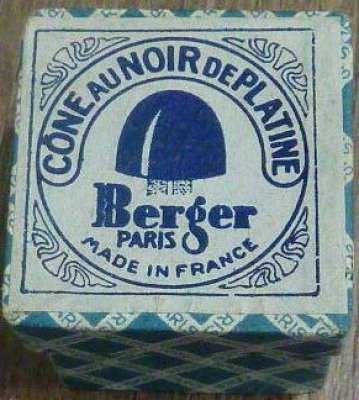 CÔNE AU NOIR DE PLATINE
Berger
PARIS
MADE IN FRANCE